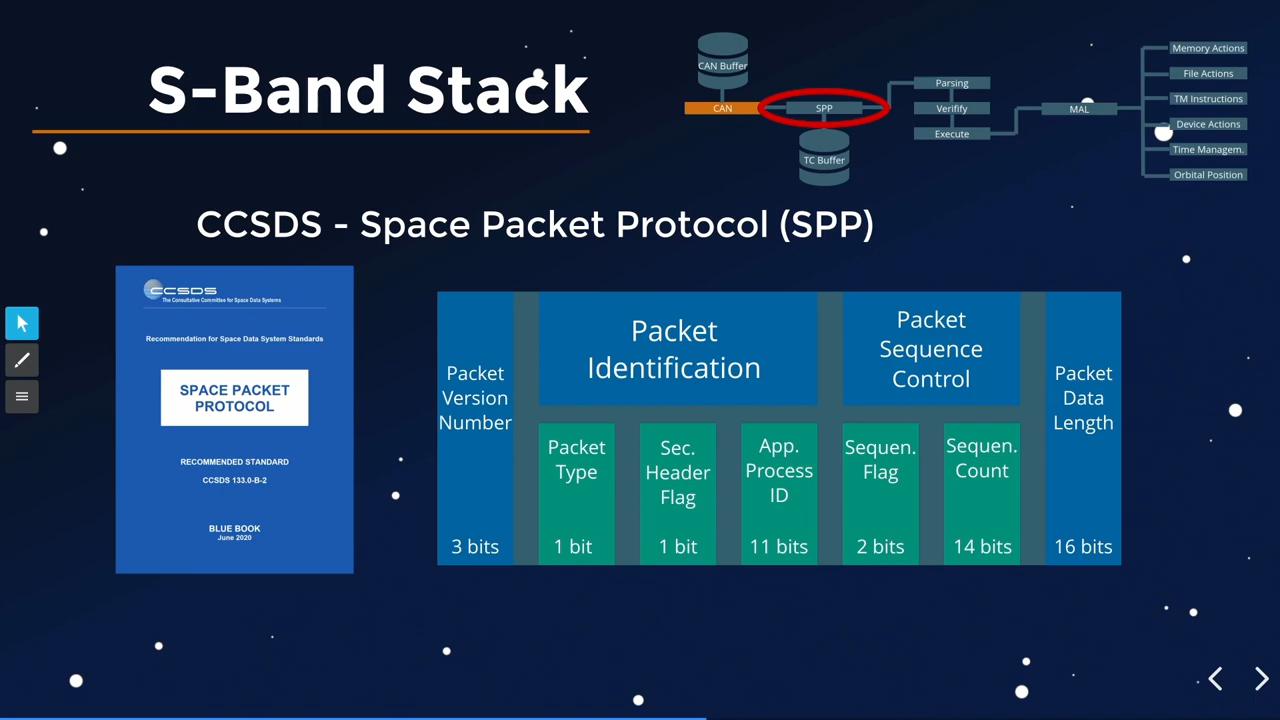 S-Band Stack
CAN Buffer
CAN
SPP
TC Buffer
Parsing
Verifify
Execute
MAL
Memory Actions
File Actions
TM Instructions
Device Actions
Time Managem.
Orbital Position
CCSDS - Space Packet Protocol (SPP)
CCSDS
The Consultative Committee for Space Data Systems
Recommendation for Space Data System Standards
SPACE PACKET
PROTOCOL
RECOMMENDED STANDARD
CCSDS 133.0-B-2
BLUE BOOK
June 2020
Packet
Version
Number
3 bits
Packet
Identification
Packet
Type
1 bit
Sec.
Header
Flag
1 bit
App.
Process
ID
11 bits
Packet
Sequence
Control
Sequen.
Flag
2 bits
Sequen.
Count
14 bits
Packet
Data
Length
16 bits